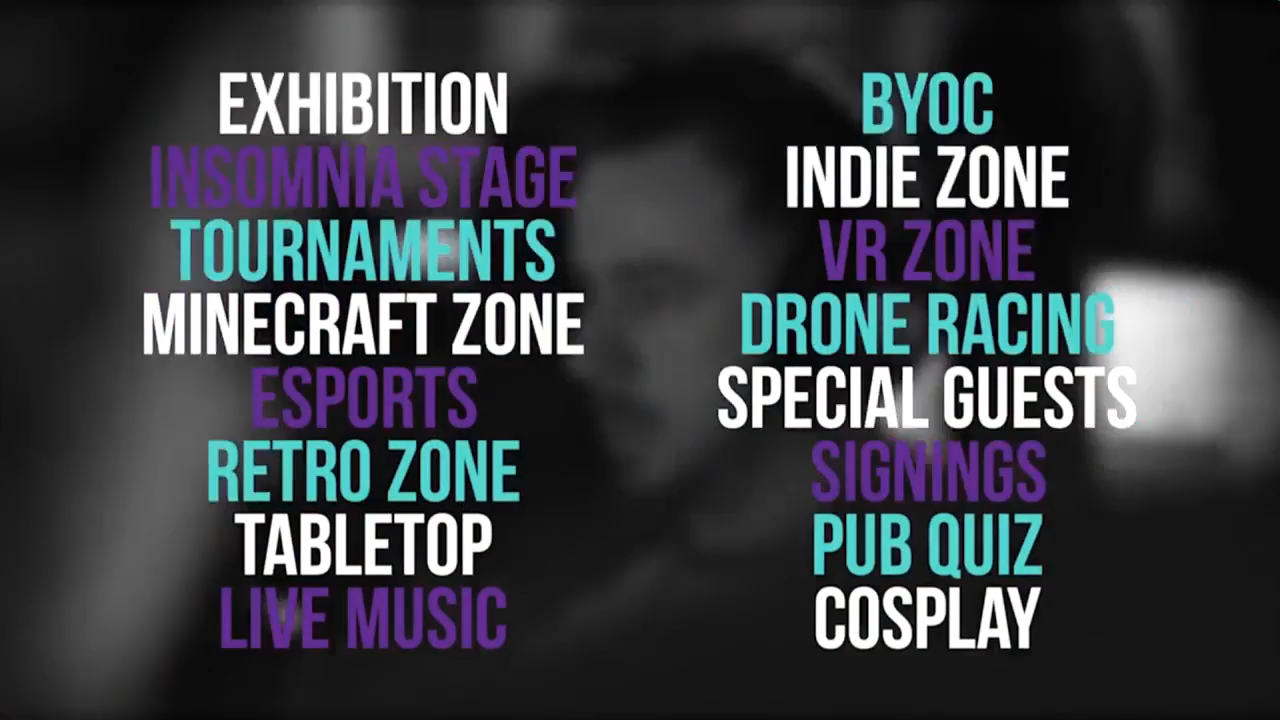 EXHIBITION
INSOMNIA STAGE
TOURNAMENTS
MINECRAFT ZONE
ESPORTS
RETRO ZONE
TABLETOP
LIVE MUSIC
BYOC
INDIE ZONE
VR ZONE
DRONE RACING
SPECIAL GUESTS
SIGNINGS
PUB QUIZ
COSPLAY